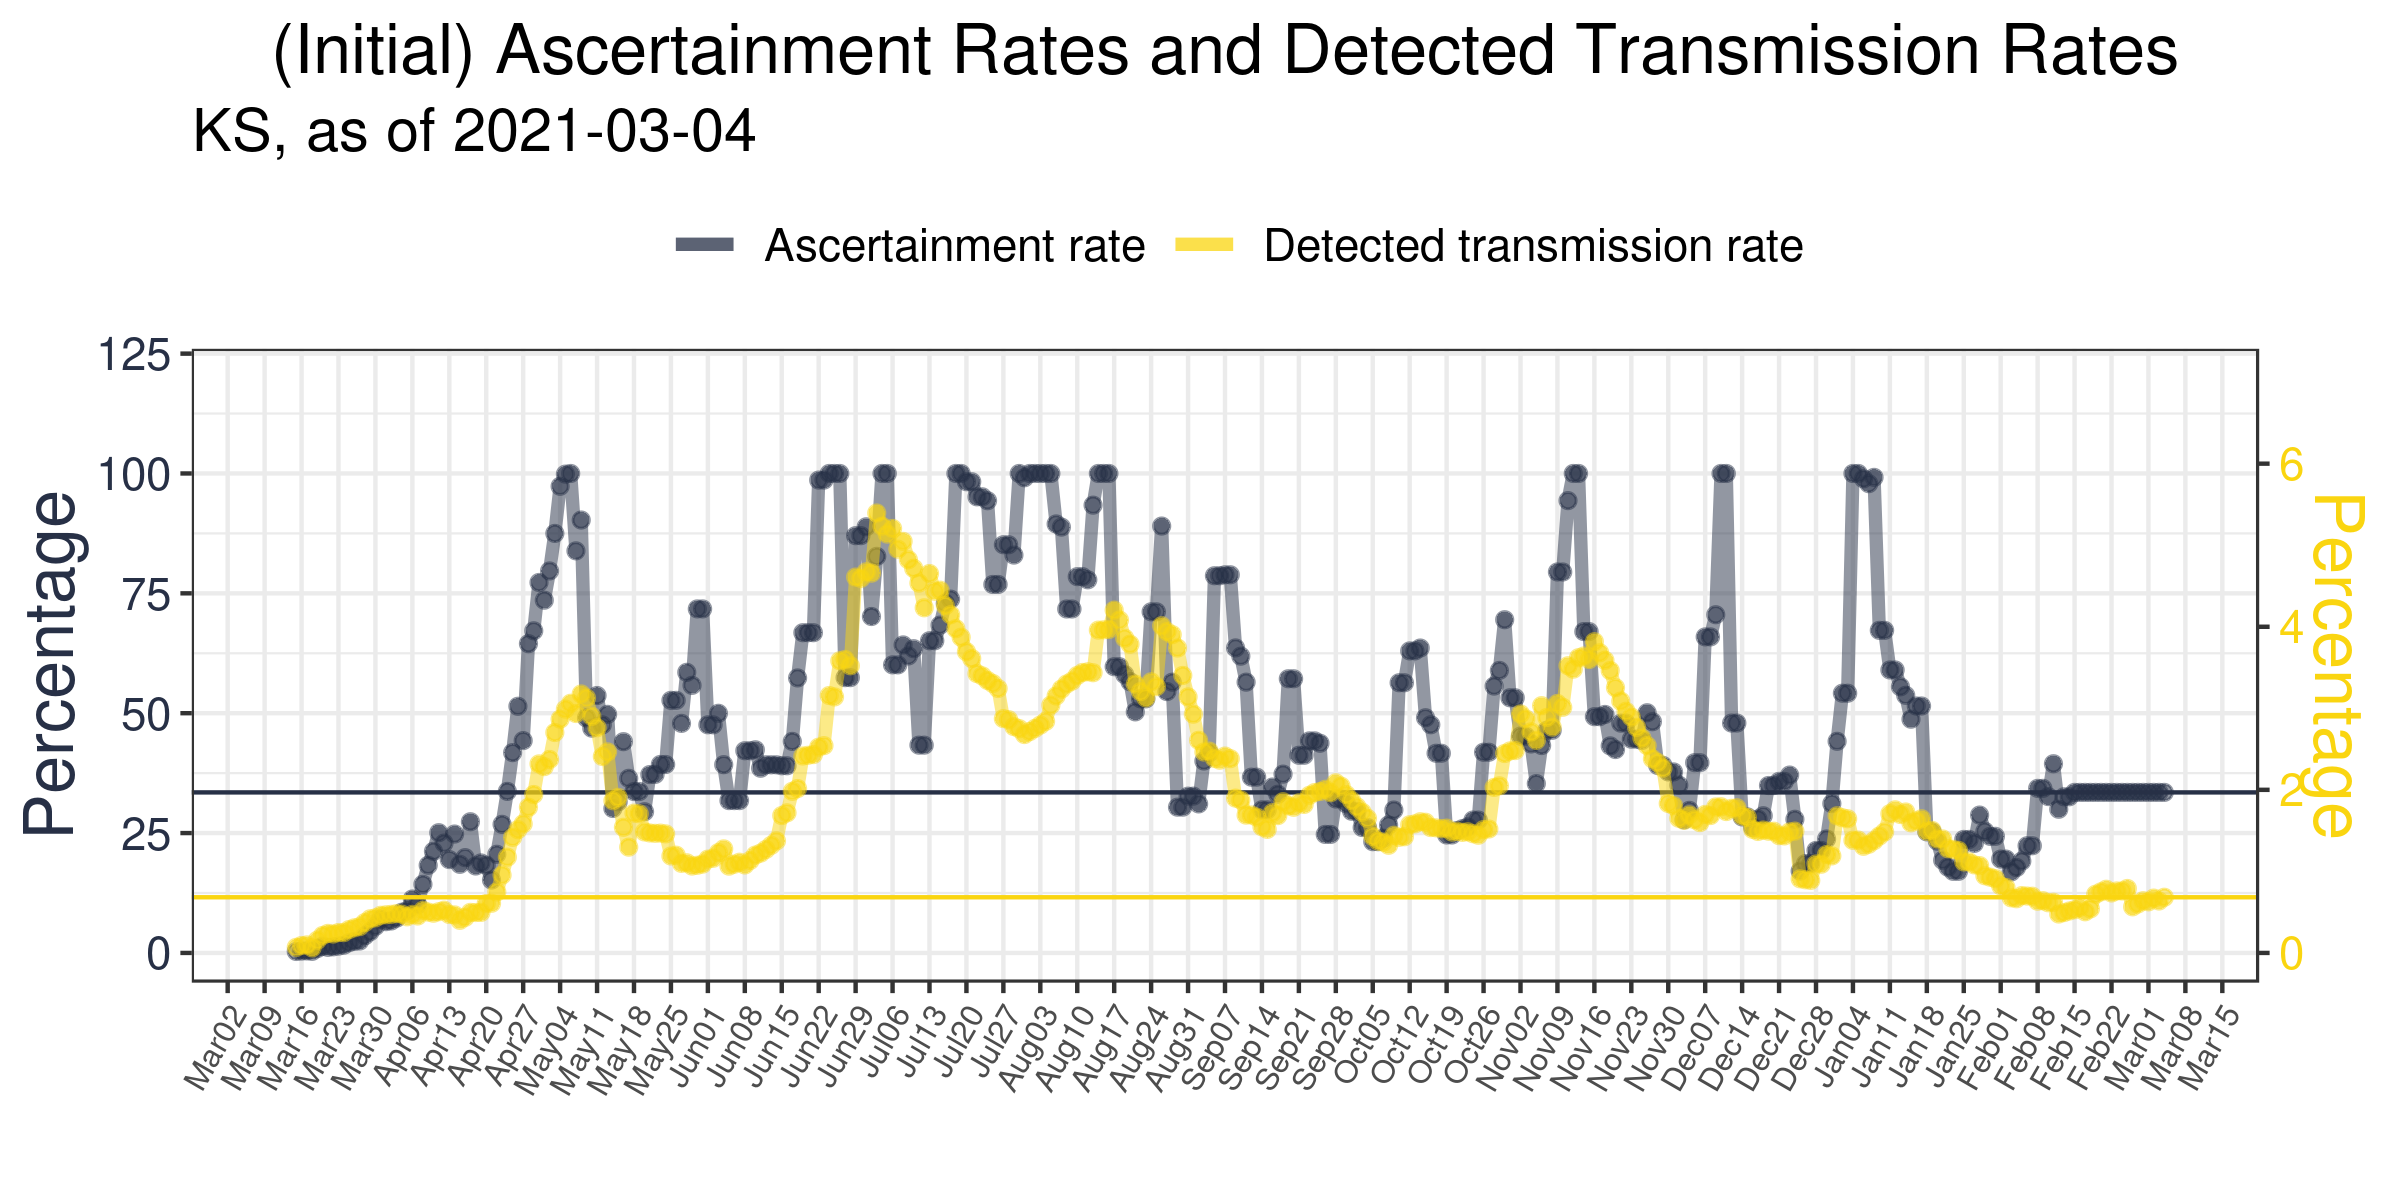 (Initial) Ascertainment Rates and Detected Transmission Rates
KS, as of 2021-03-04
Ascertainment rate
Detected transmission rate
125
100
75
50
25
0
Percentage
6
4
2
0
Percentage
Mar02
Mar09
Mar16
Mar23
Mar30
Apr06
Apr13
Apr20
Apr27
May04
May11
May18
May25
Jun01
Jun08
Jun15
Jun22
Jun29
Jul06
Jul13
Jul20
Jul27
Aug03
Aug10
Aug17
Aug24
Aug31
Sep07
Sep14
Sep21
Sep28
Oct05
Oct12
Oct19
Oct26
Nov02
Nov09
Nov16
Nov23
Nov30
Dec07
Dec14
Dec21
Dec28
Jan04
Jan11
Jan18
Jan25
Feb01
Feb08
Feb15
Feb22
Mar01
Mar08
Mar15